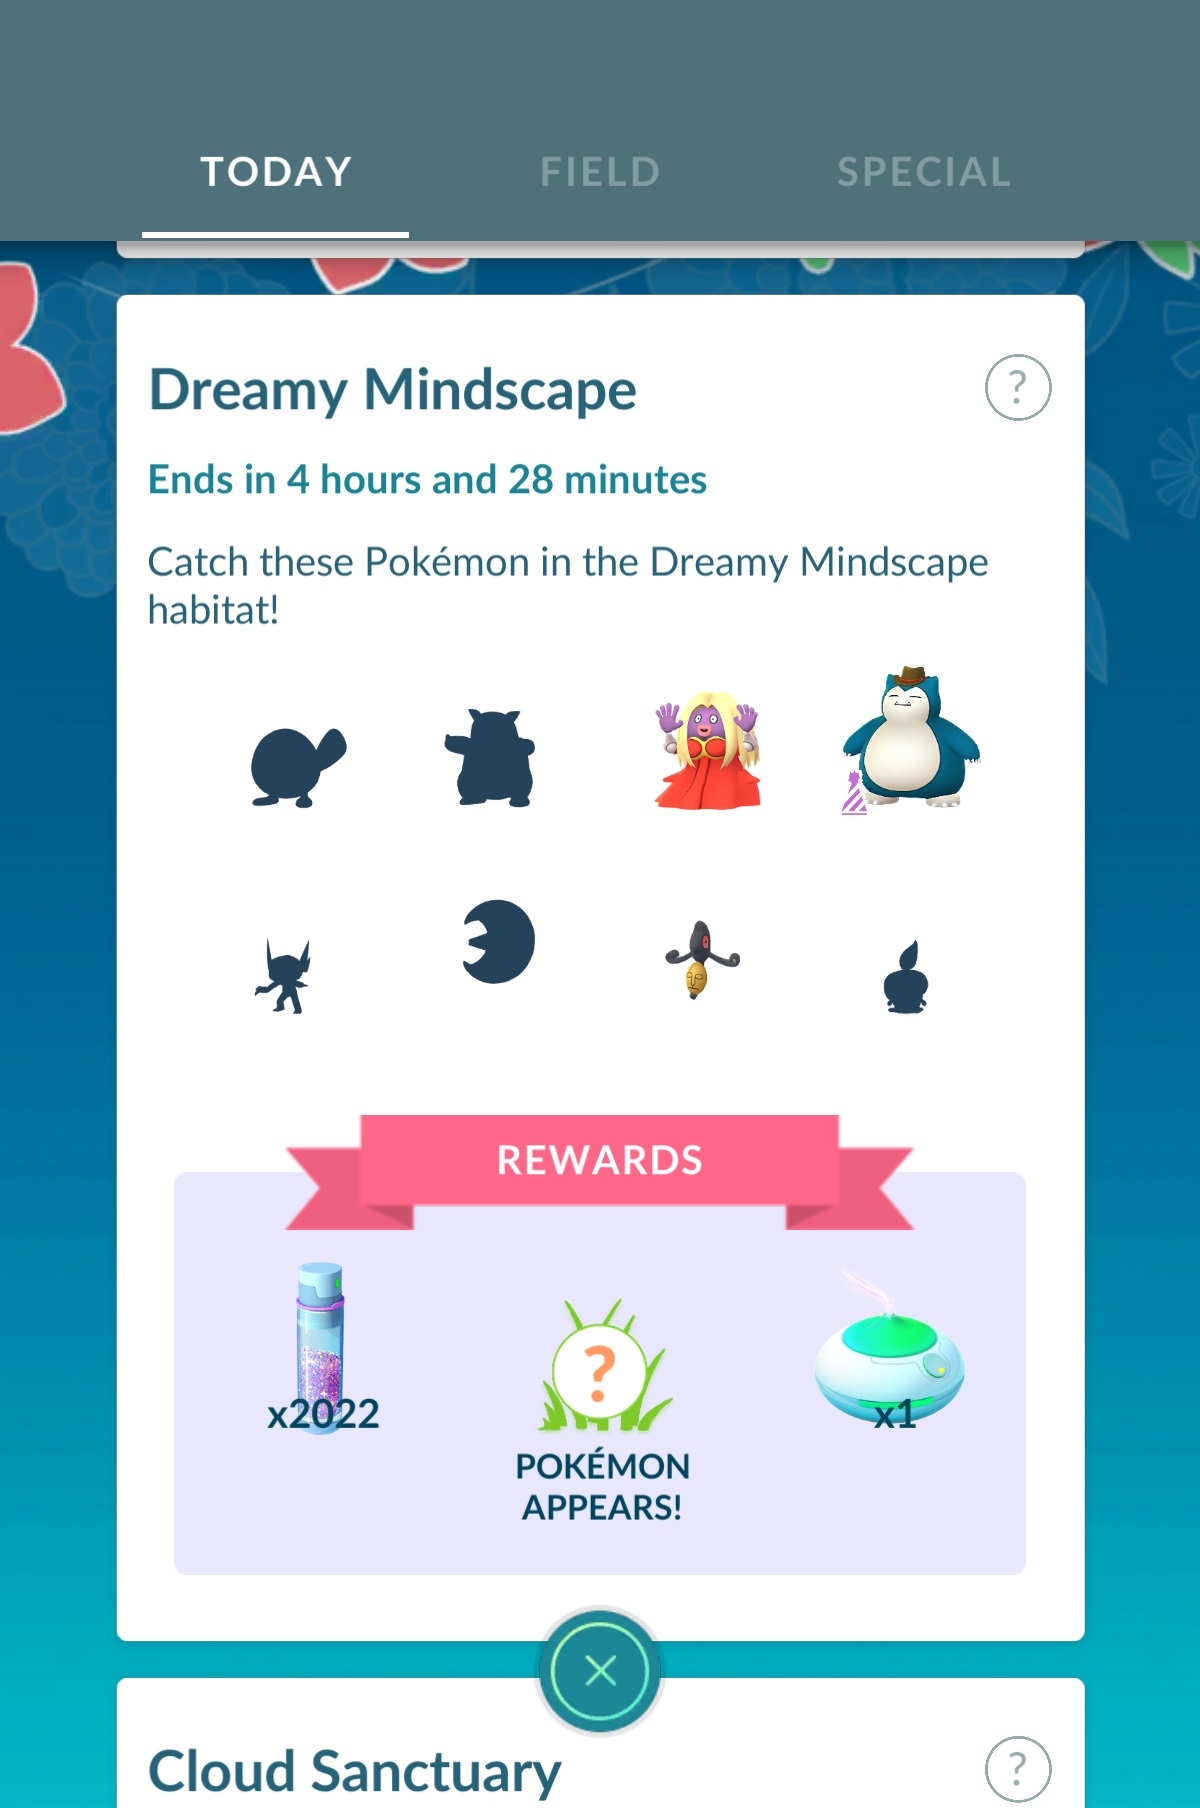 TODAY
FIELD
SPECIAL
Dreamy Mindscape
?
Ends in 4 hours and 28 minutes
Catch these Pokémon in the Dreamy Mindscape
habitat!
REWARDS
?
x2022
x1
POKÉMON
APPEARS!
Cloud Sanctuary
?